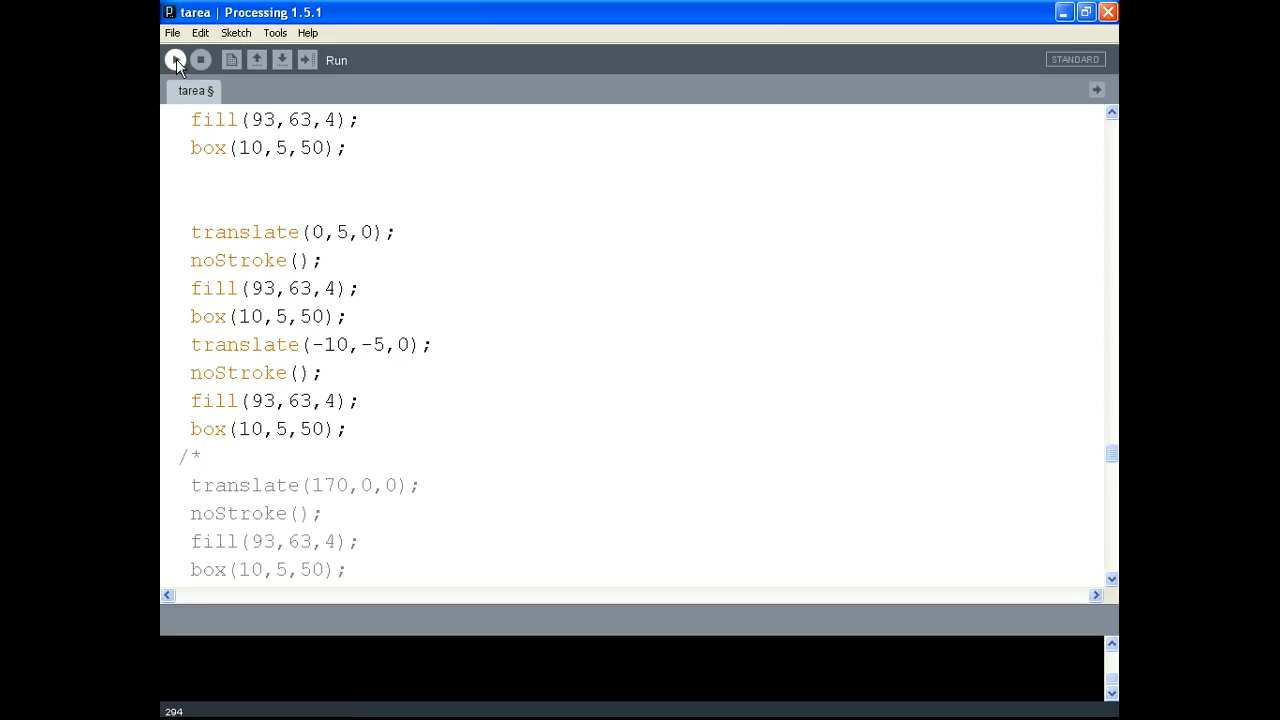 tarea | Processing 1.5.1
File Edit Sketch Tools Help
Run STANDARD
tarea §
fill(93,63,4);
box(10,5,50);
translate(0,5,0);
noStroke();
fill(93,63,4);
box(10,5,50);
translate(-10,-5,0);
noStroke();
fill(93,63,4);
box(10,5,50);
/*
translate(170,0,0);
noStroke();
fill(93,63,4);
box(10,5,50);
294